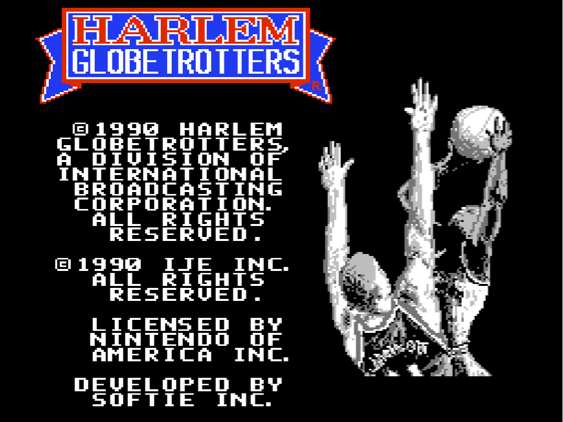 HARLEM
GLOBETROTTERS
®
©1990 HARLEM
GLOBETROTTERS,
A DIVISION OF
INTERNATIONAL
BROADCASTING
CORPORATION.
ALL RIGHTS
RESERVED.
©1990 IJE INC.
ALL RIGHTS
RESERVED.
LICENSED BY
NINTENDO OF
AMERICA INC.
DEVELOPED BY
SOFTIE INC.